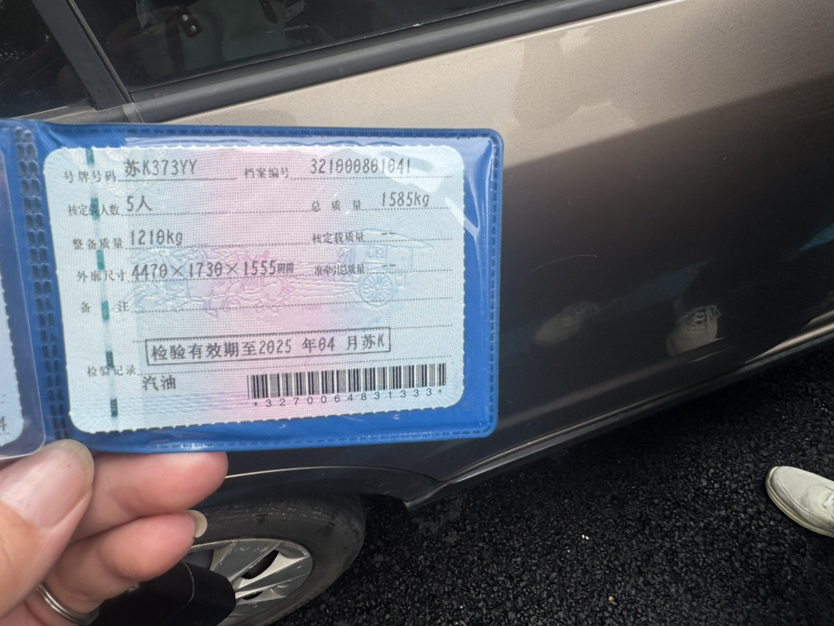 号牌号码 苏K373YY 档案编号 321000801041
核定载人数 5人 总质量 1585kg
整备质量 1210kg 核定载质量 --
外廓尺寸 4470×1730×1555mm 准牵引总质量 --
备注
检验有效期至2025 年04 月苏K
检验记录
汽油
*3270064831333*
4